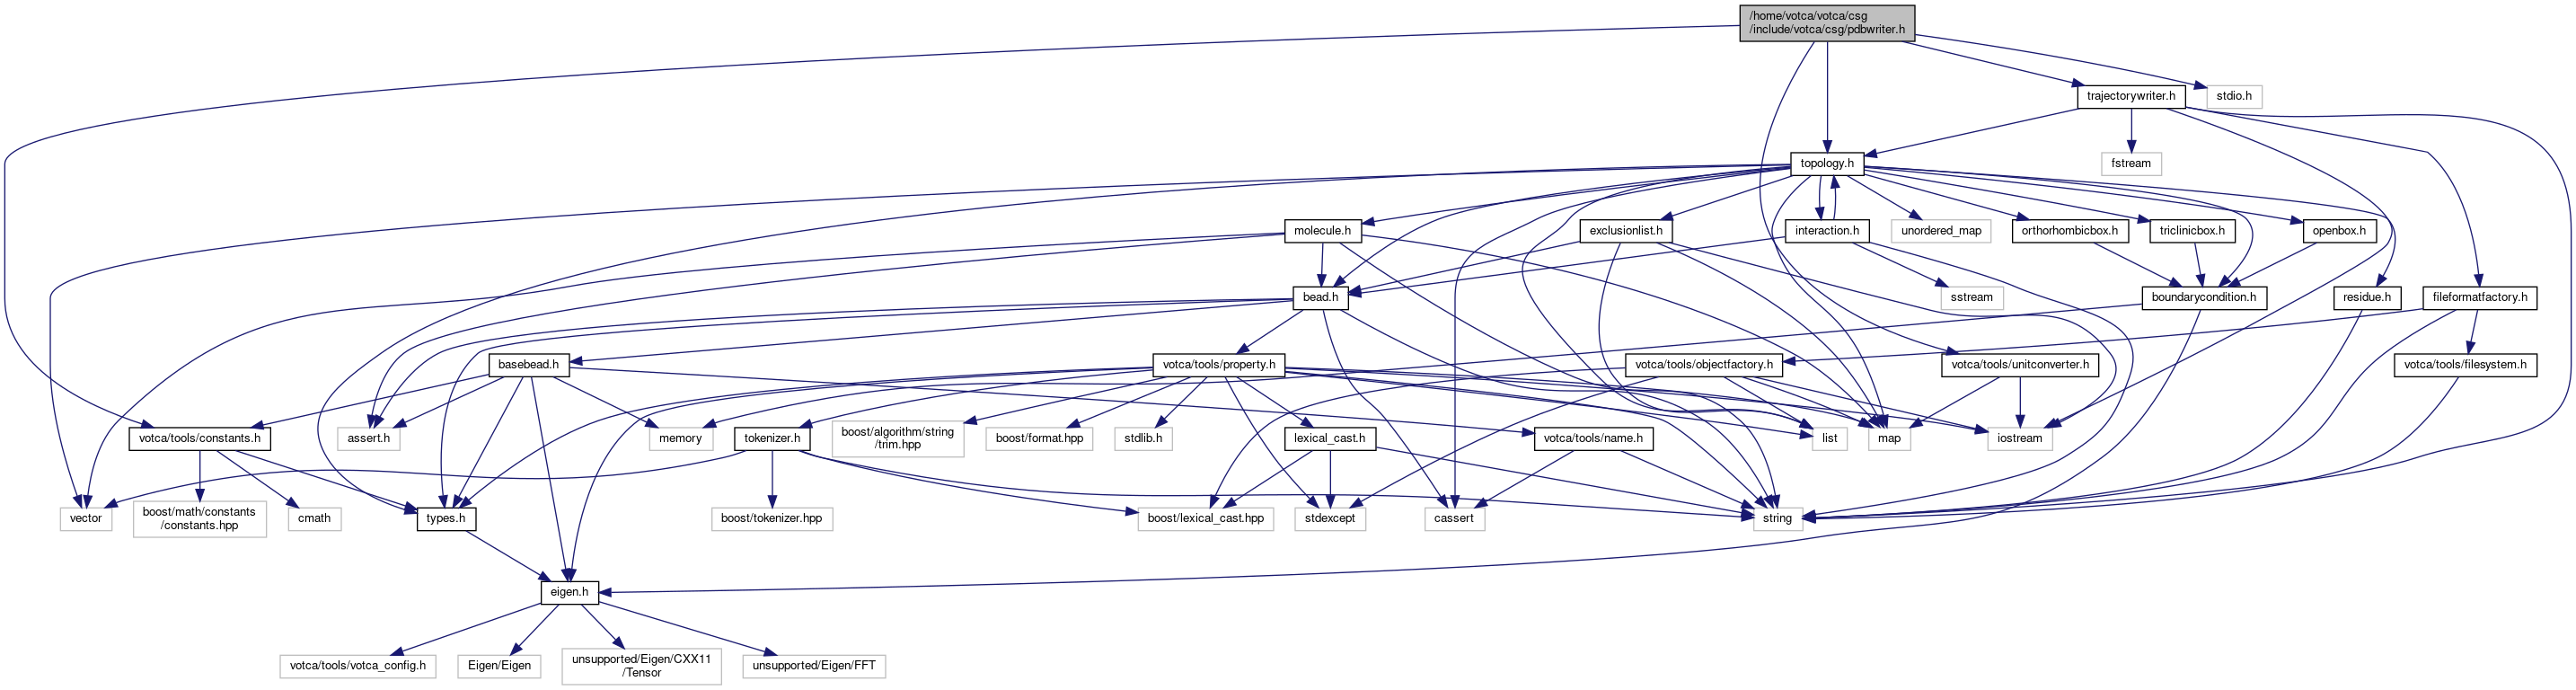 /home/votca/votca/csg
/include/votca/csg/pdbwriter.h
trajectorywriter.h
stdio.h
topology.h
fstream
molecule.h
exclusionlist.h
interaction.h
unordered_map
orthorhombicbox.h
triclinicbox.h
openbox.h
bead.h
sstream
boundarycondition.h
residue.h
fileformatfactory.h
basebead.h
votca/tools/property.h
votca/tools/objectfactory.h
votca/tools/unitconverter.h
votca/tools/filesystem.h
votca/tools/constants.h
assert.h
memory
tokenizer.h
boost/algorithm/string
/trim.hpp
boost/format.hpp
stdlib.h
lexical_cast.h
votca/tools/name.h
list
map
iostream
vector
boost/math/constants
/constants.hpp
cmath
types.h
boost/tokenizer.hpp
boost/lexical_cast.hpp
stdexcept
cassert
string
eigen.h
votca/tools/votca_config.h
Eigen/Eigen
unsupported/Eigen/CXX11
/Tensor
unsupported/Eigen/FFT